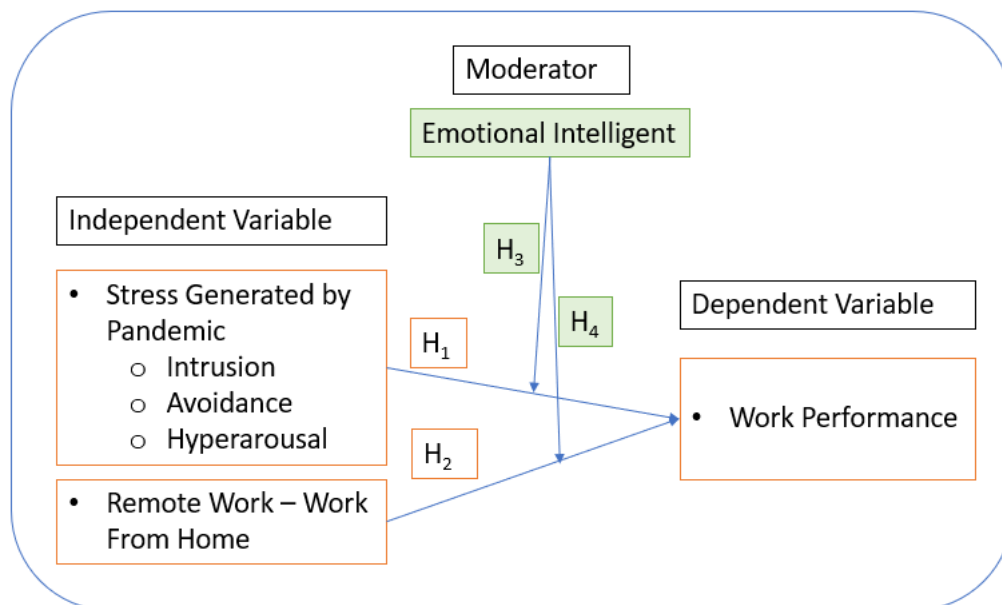 Moderator
Emotional Intelligent
Independent Variable
• Stress Generated by
Pandemic
o Intrusion
o Avoidance
o Hyperarousal
• Remote Work – Work
From Home
H₁
H₂
H₃
H₄
Dependent Variable
• Work Performance